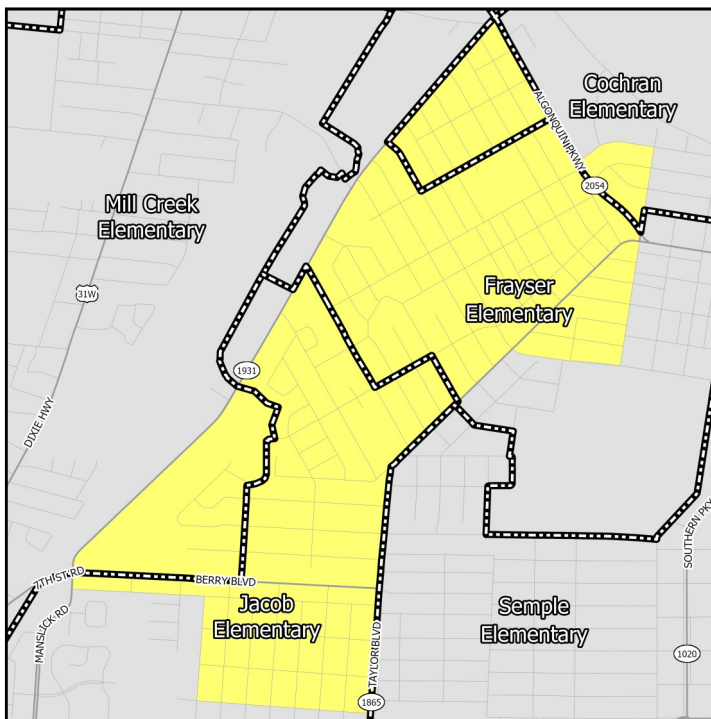 Cochran
Elementary
ALGONQUIN PKWY
2054
Mill Creek
Elementary
31W
Frayser
Elementary
1931
DIXIE HWY
SOUTHERN PKY
7TH ST RD
BERRY BLVD
MANSLICK RD
Jacob
Elementary
Semple
Elementary
TAYLOR BLVD
1020
1865